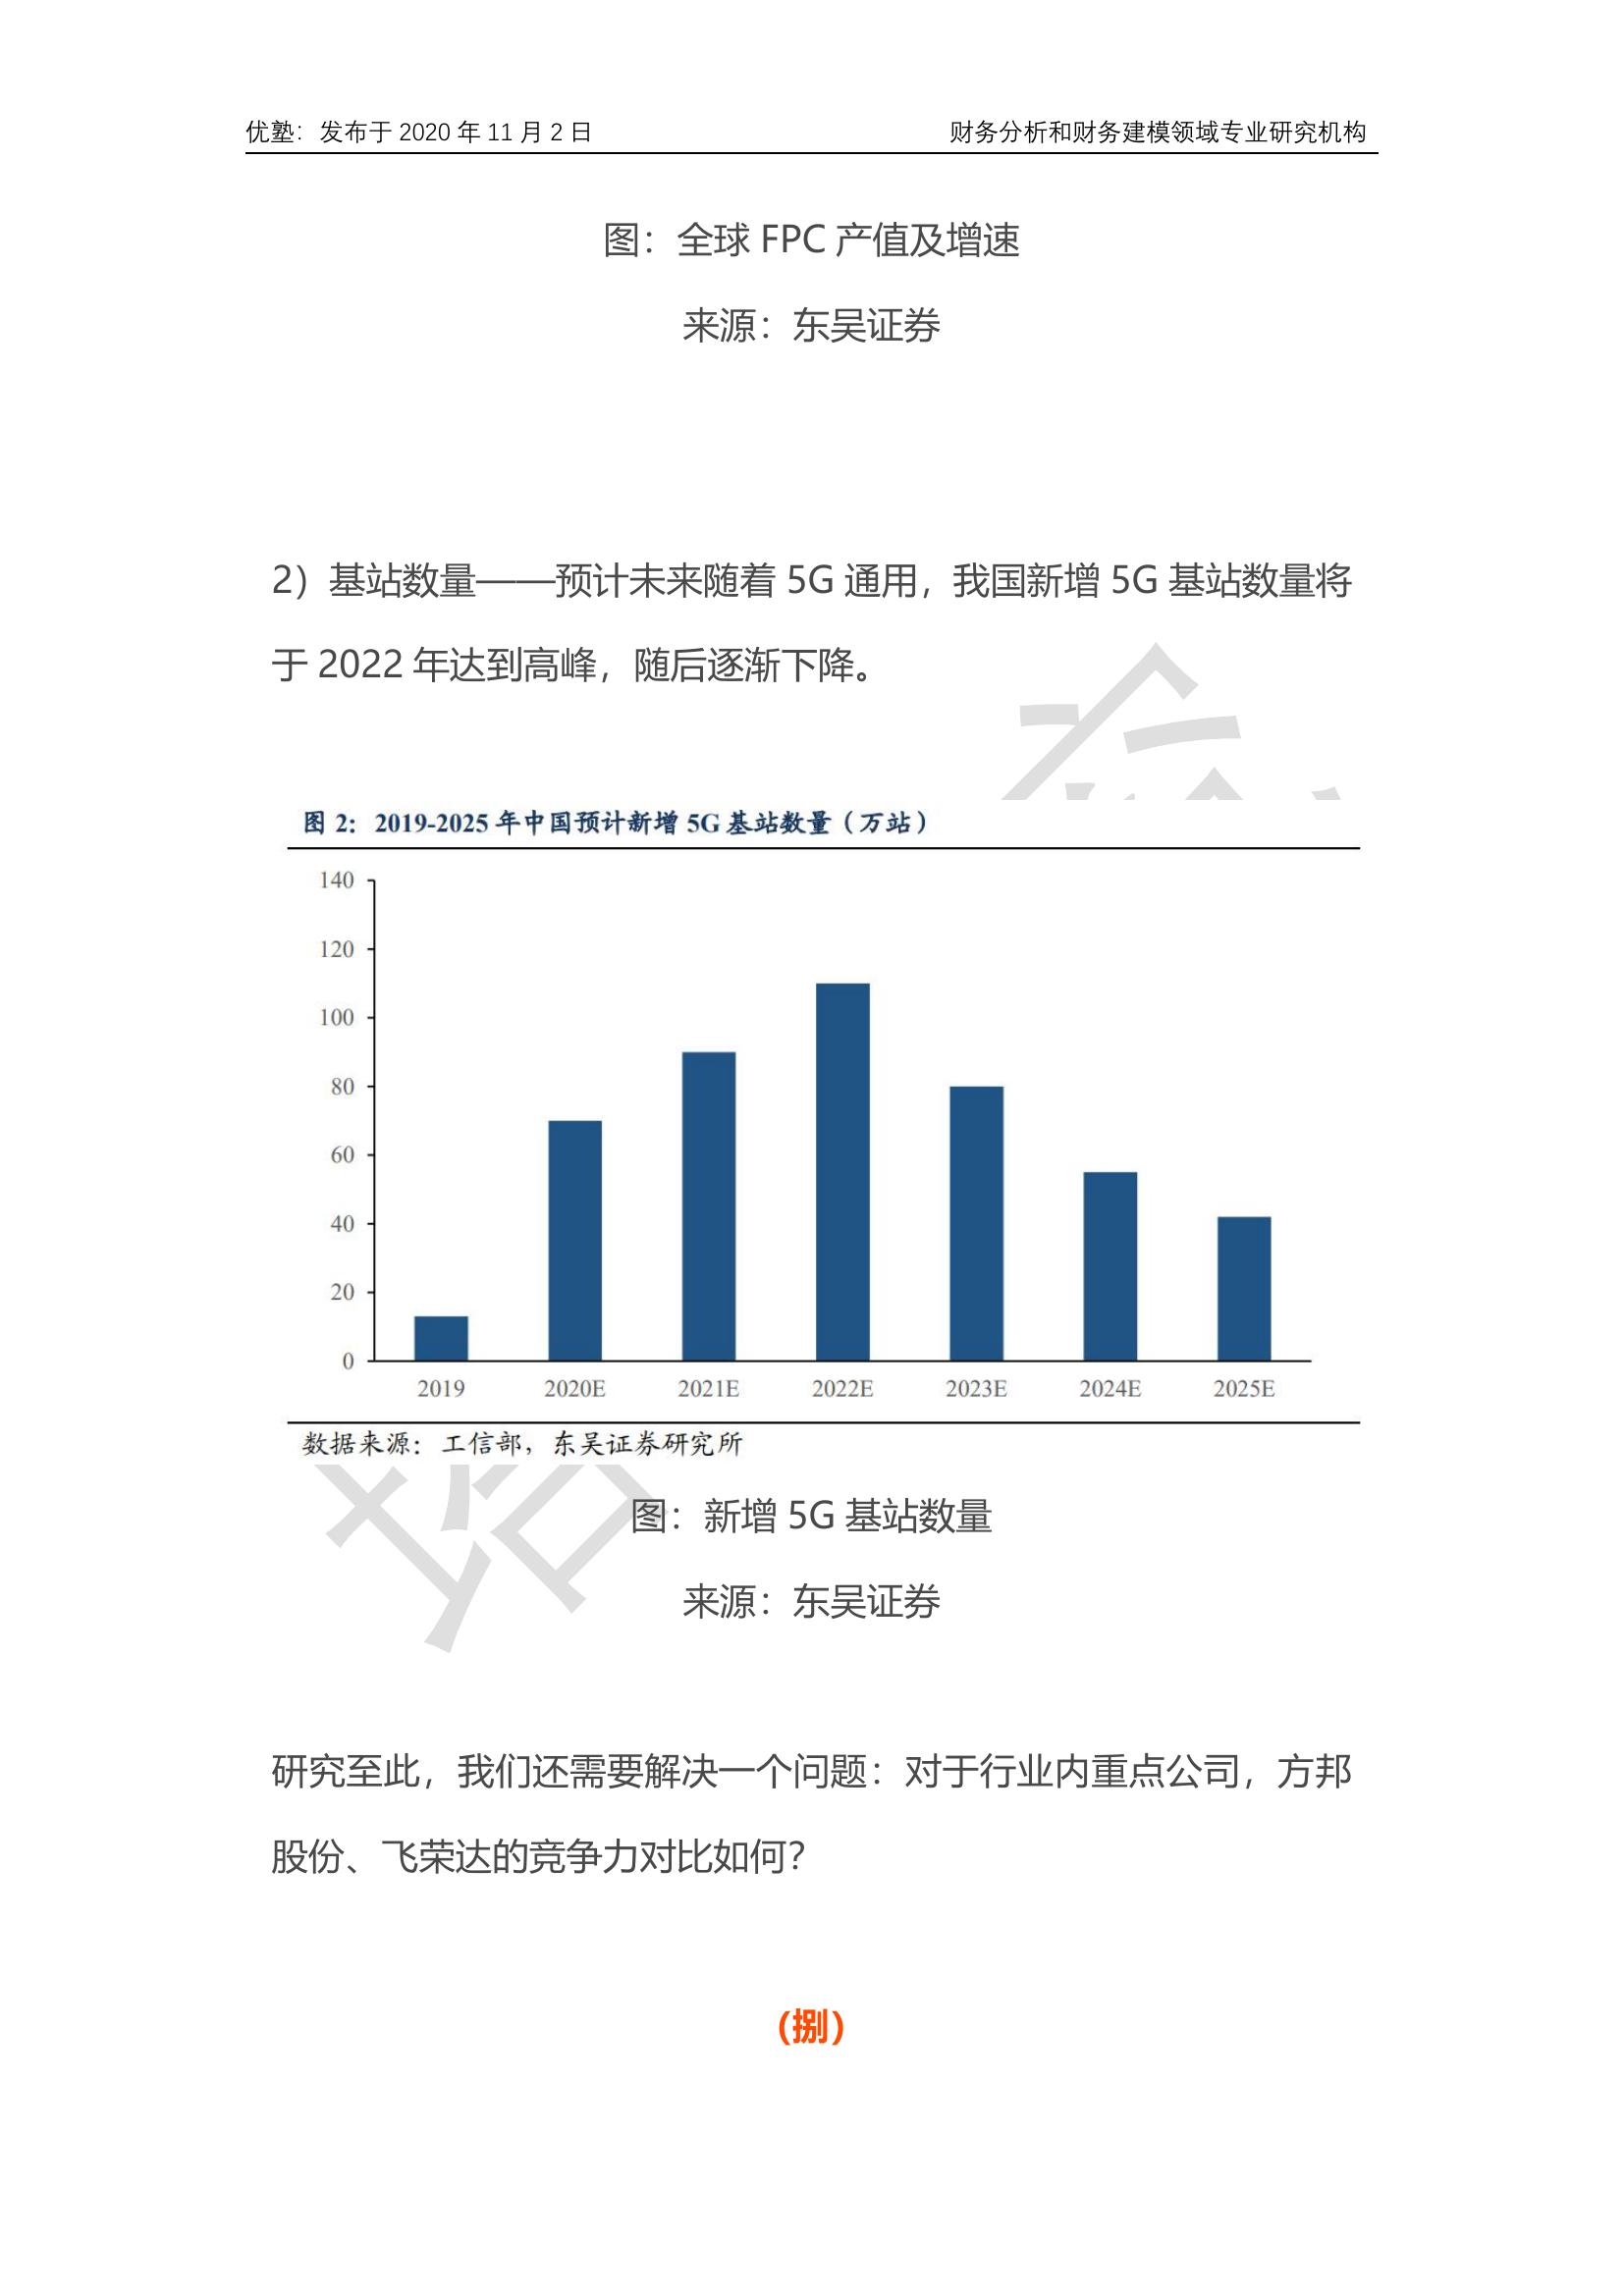 优塾：发布于 2020 年 11 月 2 日
财务分析和财务建模领域专业研究机构
图：全球 FPC 产值及增速
来源：东吴证券
2）基站数量——预计未来随着 5G 通用，我国新增 5G 基站数量将
于 2022 年达到高峰，随后逐渐下降。
图 2：2019-2025 年中国预计新增 5G 基站数量（万站）
140
120
100
80
60
40
20
0
2019 2020E 2021E 2022E 2023E 2024E 2025E
数据来源：工信部，东吴证券研究所
图：新增 5G 基站数量
来源：东吴证券
研究至此，我们还需要解决一个问题：对于行业内重点公司，方邦
股份、飞荣达的竞争力对比如何？
（捌）